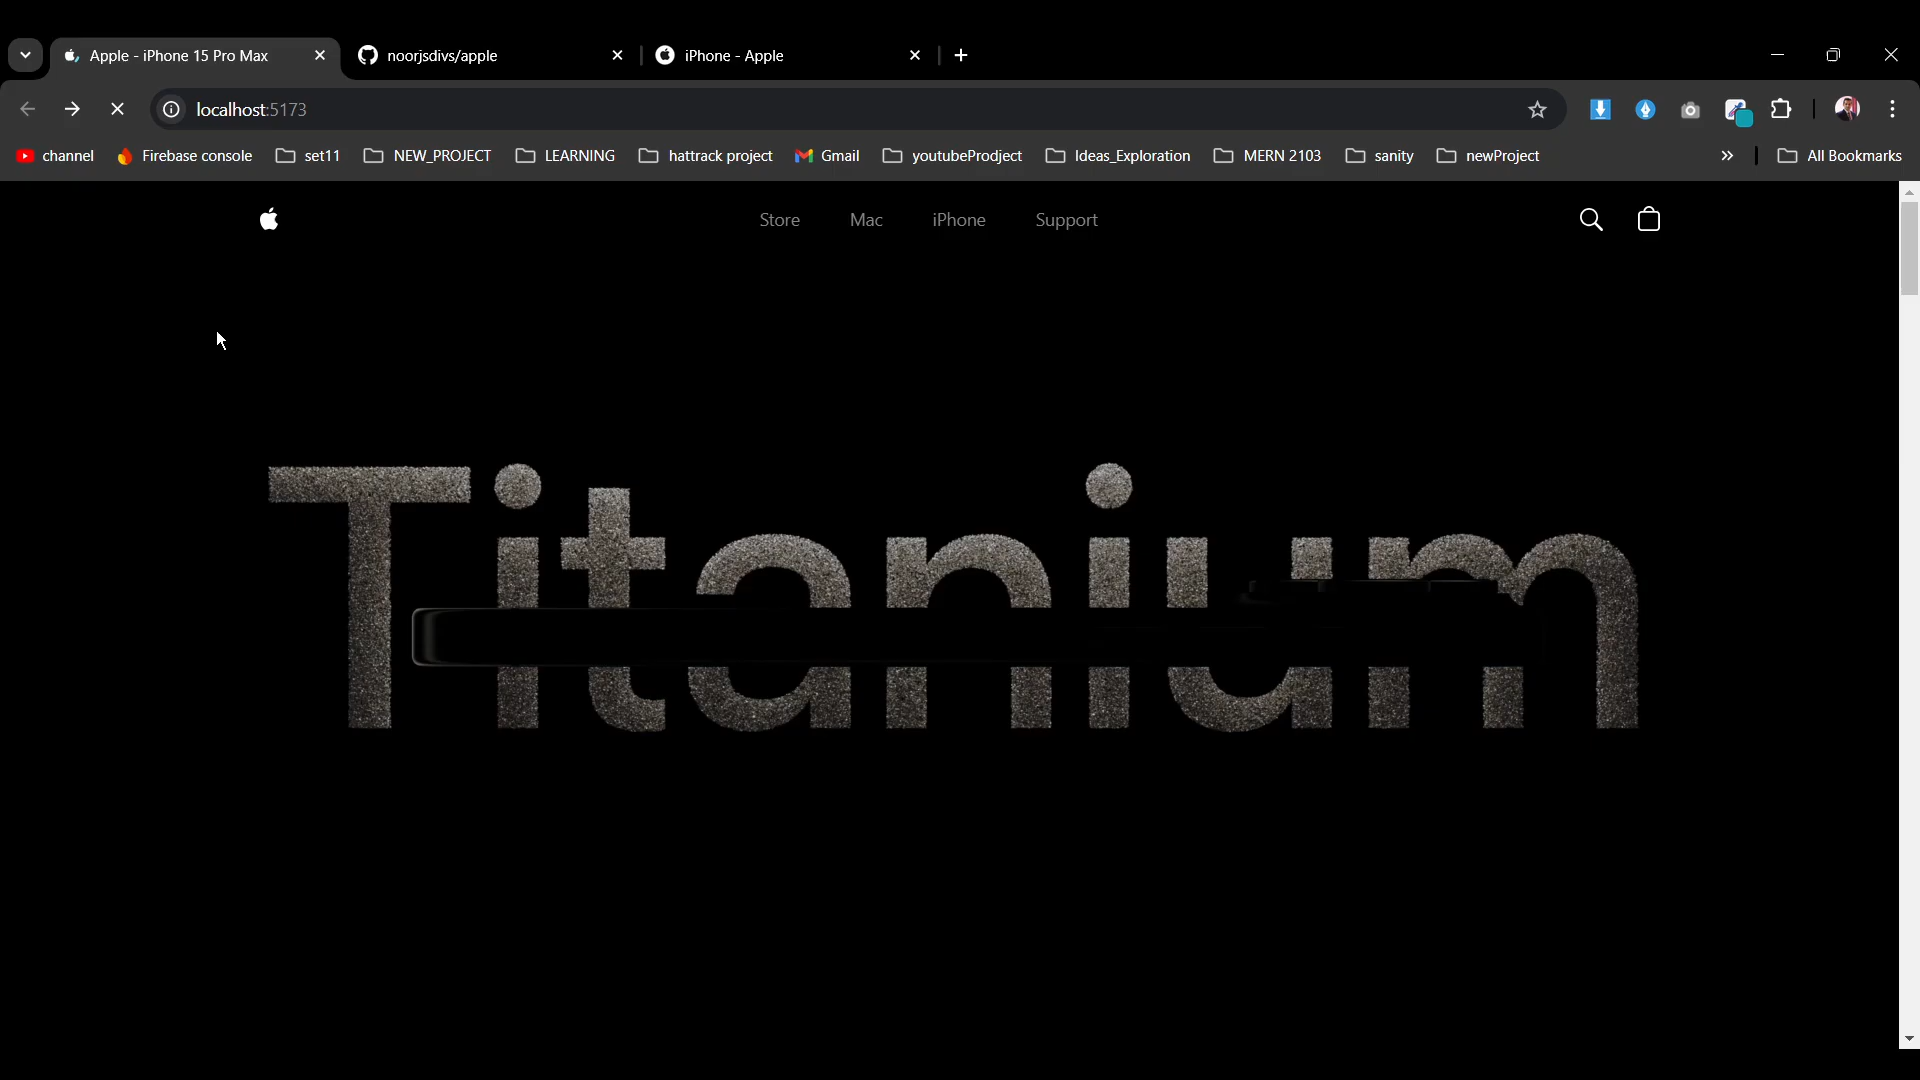 Apple - iPhone 15 Pro Max
noorjsdivs/apple
iPhone - Apple
localhost:5173
channel
Firebase console
set11
NEW_PROJECT
LEARNING
hattrack project
Gmail
youtubeProdject
Ideas_Exploration
MERN 2103
sanity
newProject
All Bookmarks
Store
Mac
iPhone
Support
Titanium